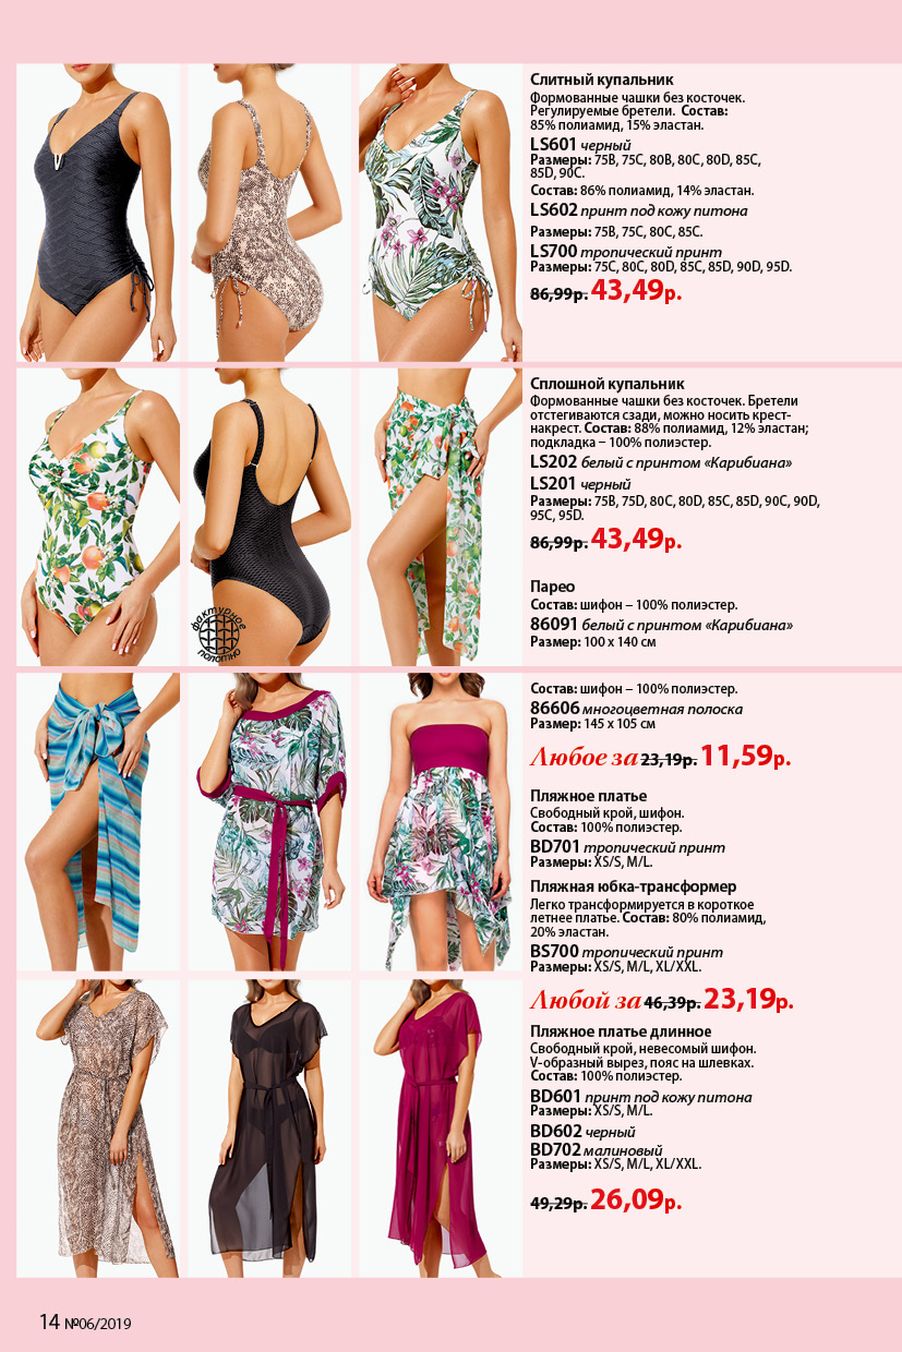 Слитный купальник
Формованные чашки без косточек.
Регулируемые бретели. Состав:
85% полиамид, 15% эластан.
LS601 черный
Размеры: 75B, 75C, 80B, 80C, 80D, 85C,
85D, 90C.
Состав: 86% полиамид, 14% эластан.
LS602 принт под кожу питона
Размеры: 75B, 75C, 80C, 85C.
LS700 тропический принт
Размеры: 75C, 80C, 80D, 85C, 85D, 90D, 95D.
86,99р. 43,49р.
Сплошной купальник
Формованные чашки без косточек. Бретели
отстегиваются сзади, можно носить крест-
накрест. Состав: 88% полиамид, 12% эластан;
подкладка – 100% полиэстер.
LS202 белый с принтом «Карибиана»
LS201 черный
Размеры: 75B, 75D, 80C, 80D, 85C, 85D, 90C, 90D,
95C, 95D.
86,99р. 43,49р.
фактурное
полотно
Парео
Состав: шифон – 100% полиэстер.
86091 белый с принтом «Карибиана»
Размер: 100 x 140 см
Состав: шифон – 100% полиэстер.
86606 многоцветная полоска
Размер: 145 x 105 см
Любое за 23,19р. 11,59р.
Пляжное платье
Свободный крой, шифон.
Состав: 100% полиэстер.
BD701 тропический принт
Размеры: XS/S, M/L.
Пляжная юбка-трансформер
Легко трансформируется в короткое
летнее платье. Состав: 80% полиамид,
20% эластан.
BS700 тропический принт
Размеры: XS/S, M/L, XL/XXL.
Любой за 46,39р. 23,19р.
Пляжное платье длинное
Свободный крой, невесомый шифон.
V-образный вырез, пояс на шлевках.
Состав: 100% полиэстер.
BD601 принт под кожу питона
Размеры: XS/S, M/L.
BD602 черный
BD702 малиновый
Размеры: XS/S, M/L, XL/XXL.
49,29р. 26,09р.
14 №06/2019